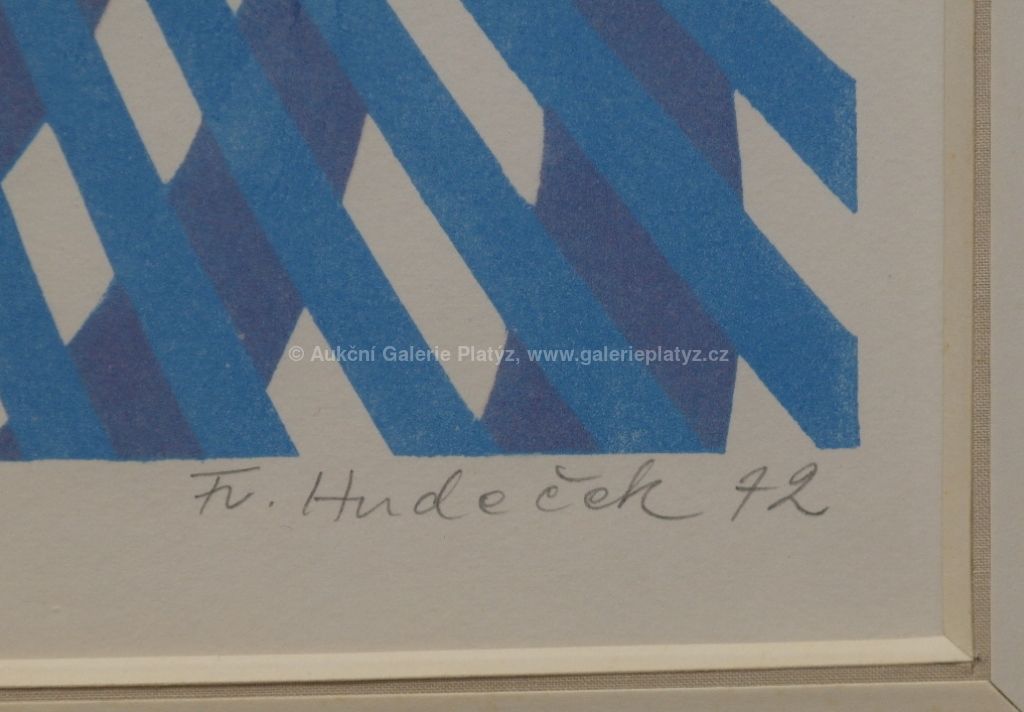 © Aukční Galerie Platýz, www.galerieplatyz.cz
Fr. Hudeček 72